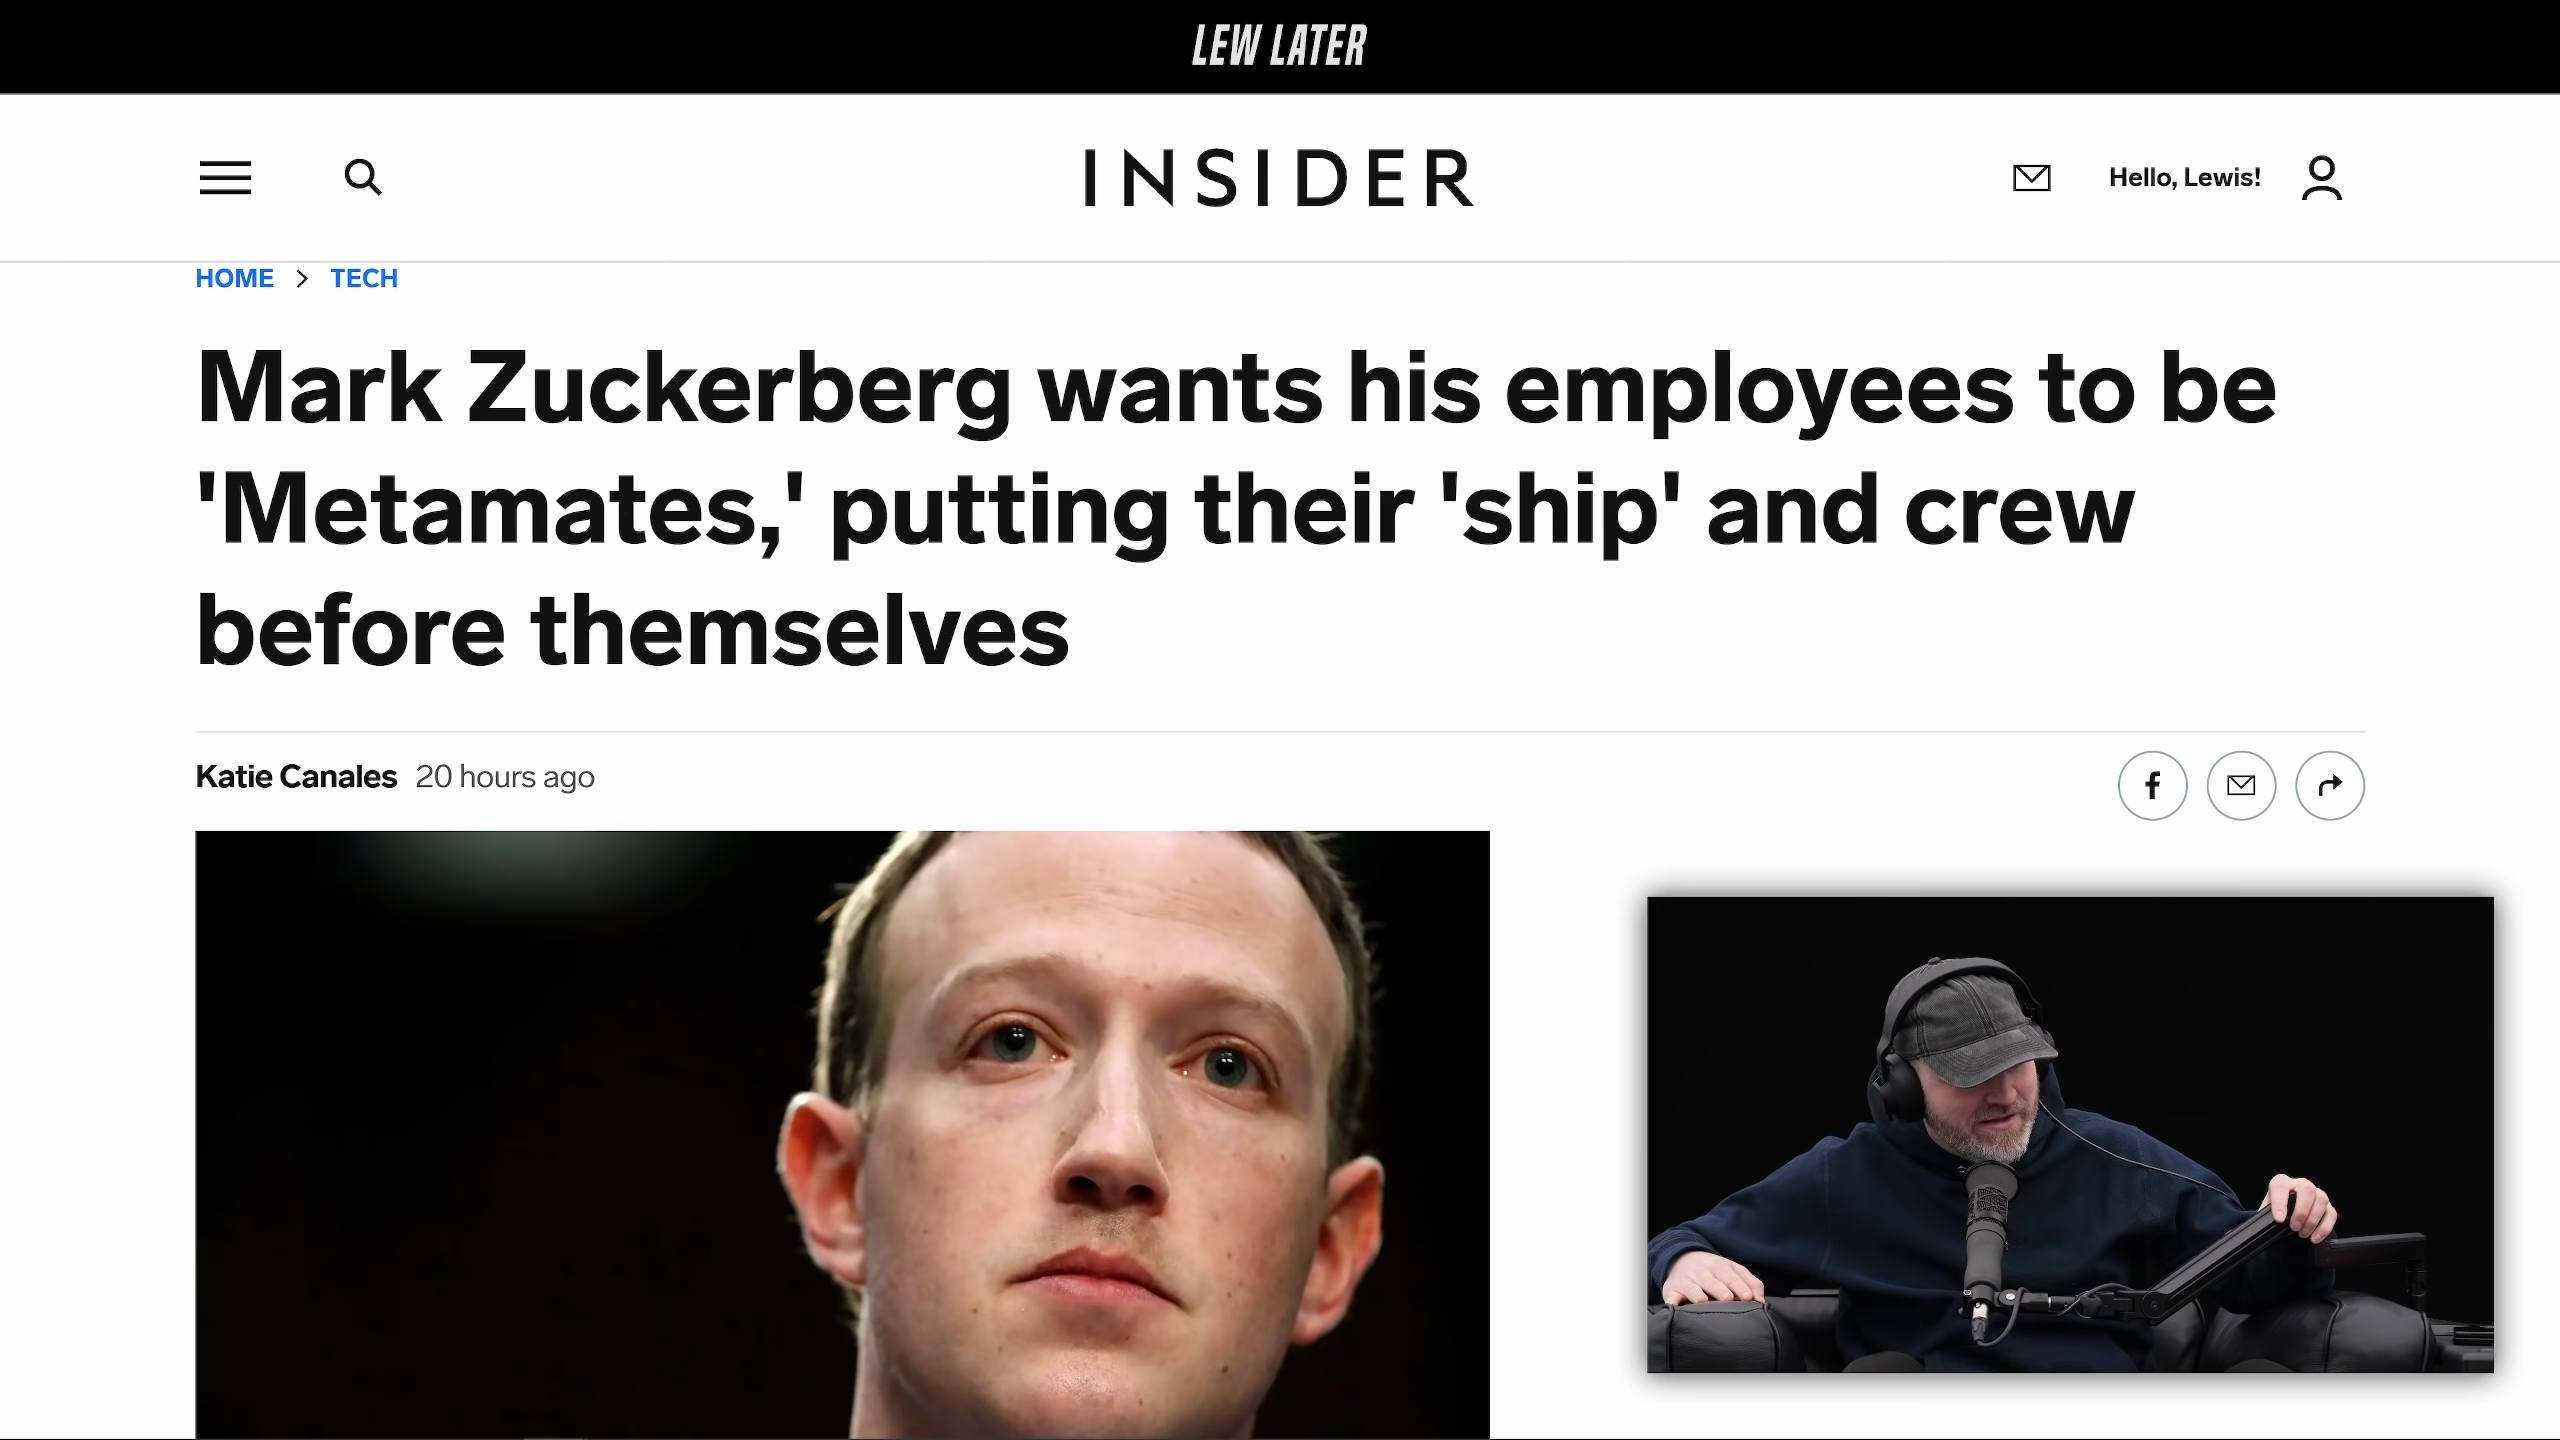 LEW LATER
INSIDER
Hello, Lewis!
HOME > TECH
Mark Zuckerberg wants his employees to be
'Metamates,' putting their 'ship' and crew
before themselves
Katie Canales 20 hours ago